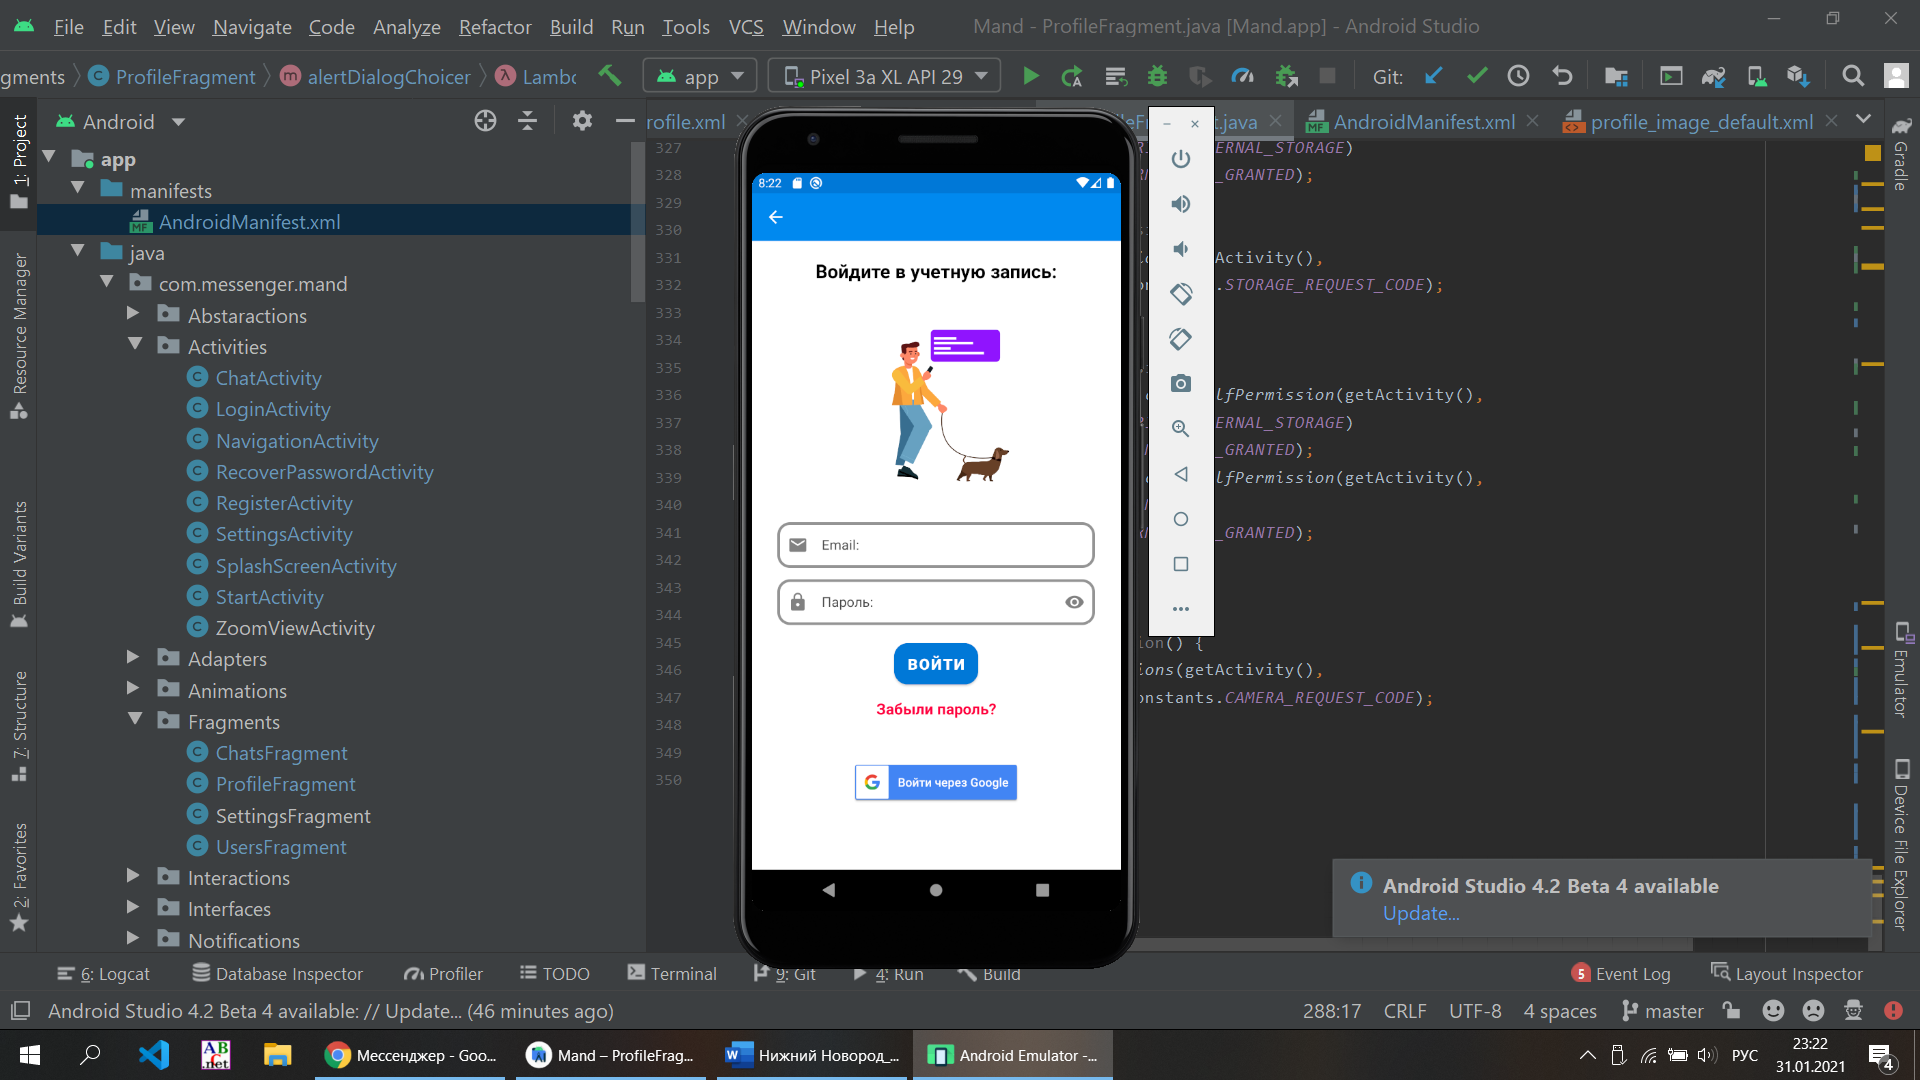 File Edit View Navigate Code Analyze Refactor Build Run Tools VCS Window Help Mand - ProfileFragment.java [Mand.app] - Android Studio
gments ProfileFragment alertDialogChoicer app Pixel 3a XL API 29 Git:
Android
rofile.xml t.java AndroidManifest.xml profile_image_default.xml
1: Project
Resource Manager
Build Variants
7: Structure
2: Favorites
app
manifests
AndroidManifest.xml
java
com.messenger.mand
Abstaractions
Activities
ChatActivity
LoginActivity
NavigationActivity
RecoverPasswordActivity
RegisterActivity
SettingsActivity
SplashScreenActivity
StartActivity
ZoomViewActivity
Adapters
Animations
Fragments
ChatsFragment
ProfileFragment
SettingsFragment
UsersFragment
Interactions
Interfaces
Notifications
327 ERNAL_STORAGE)
328 _GRANTED);
329
330
331 Activity(),
332 .STORAGE_REQUEST_CODE);
333
334
335
336 lfPermission(getActivity(),
337 ERNAL_STORAGE)
338 _GRANTED);
339 lfPermission(getActivity(),
340
341 _GRANTED);
342
343
344
345 ion() {
346 ions(getActivity(),
347 onstants.CAMERA_REQUEST_CODE);
348
349
350
8:22
Войдите в учетную запись:
Email:
Пароль:
ВОЙТИ
Забыли пароль?
Войти через Google
Gradle
Emulator
Device File Explorer
Android Studio 4.2 Beta 4 available
Update...
6: Logcat Database Inspector Profiler TODO Terminal 9: Git 4: Run Build 5 Event Log Layout Inspector
Android Studio 4.2 Beta 4 available: // Update... (46 minutes ago) 288:17 CRLF UTF-8 4 spaces master
Мессенджер - Goo... Mand – ProfileFrag... Нижний Новород_... Android Emulator -... РУС 23:22
31.01.2021
4